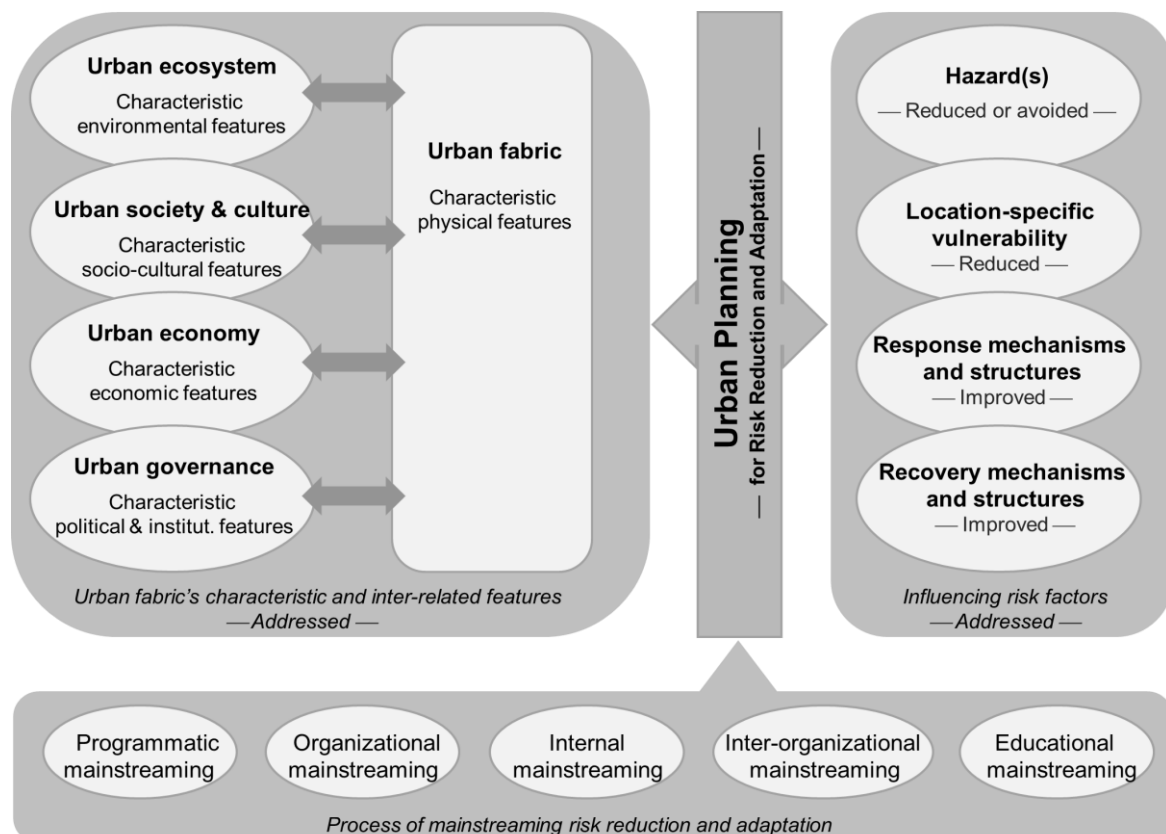 Urban ecosystem
Characteristic
environmental features
Urban society & culture
Characteristic
socio-cultural features
Urban economy
Characteristic
economic features
Urban governance
Characteristic
political & institut. features
Urban fabric
Characteristic
physical features
Urban fabric's characteristic and inter-related features
— Addressed —
Urban Planning
— for Risk Reduction and Adaptation —
Hazard(s)
— Reduced or avoided —
Location-specific
vulnerability
— Reduced —
Response mechanisms
and structures
— Improved —
Recovery mechanisms
and structures
— Improved —
Influencing risk factors
— Addressed —
Programmatic
mainstreaming
Organizational
mainstreaming
Internal
mainstreaming
Inter-organizational
mainstreaming
Educational
mainstreaming
Process of mainstreaming risk reduction and adaptation